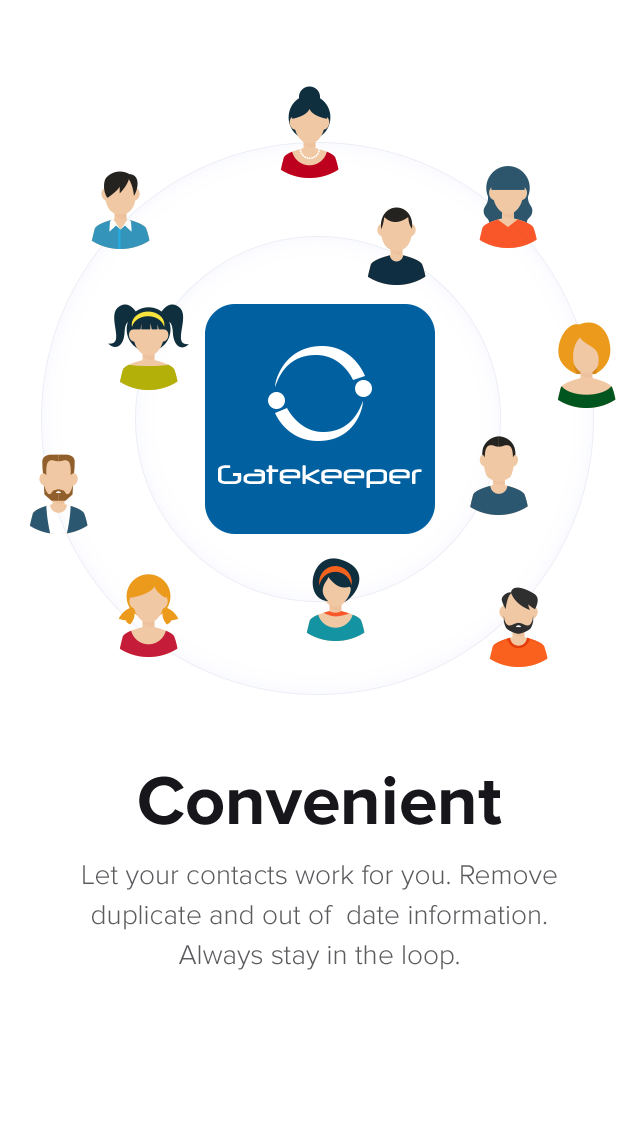 Gatekeeper
Convenient
Let your contacts work for you. Remove
duplicate and out of  date information.
Always stay in the loop.